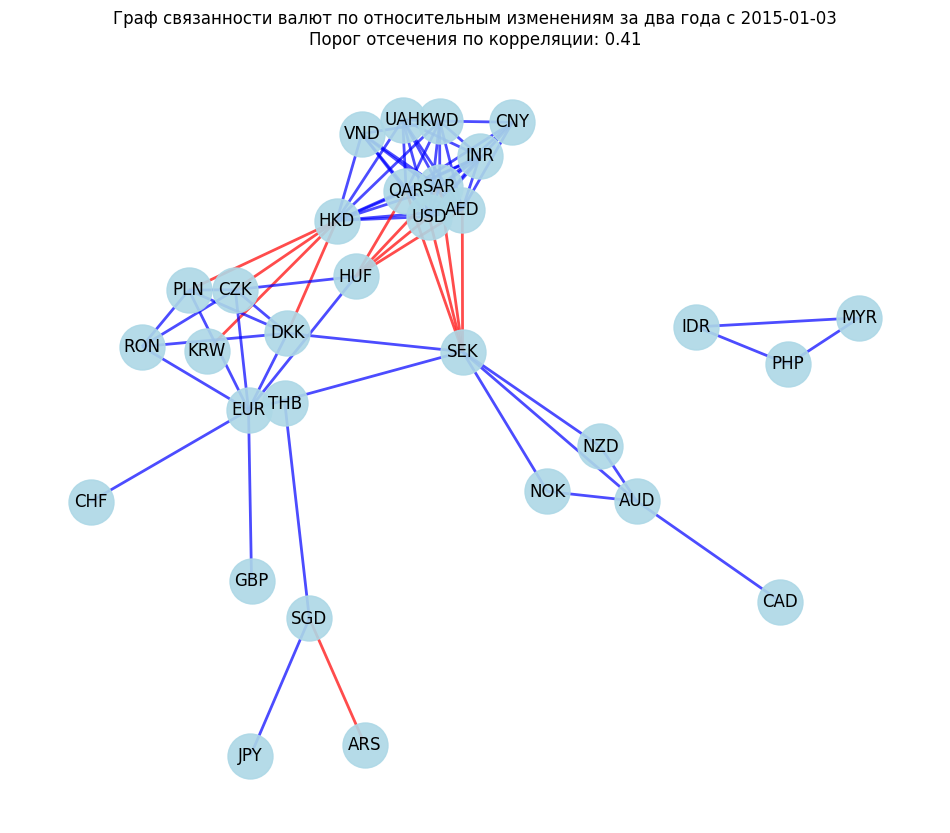 Граф связанности валют по относительным изменениям за два года с 2015-01-03
Порог отсечения по корреляции: 0.41
UAH
KWD
CNY
VND
INR
QAR
SAR
USD
AED
HKD
HUF
PLN
CZK
MYR
IDR
DKK
RON
KRW
SEK
PHP
EUR
THB
NZD
NOK
AUD
CHF
GBP
CAD
SGD
ARS
JPY